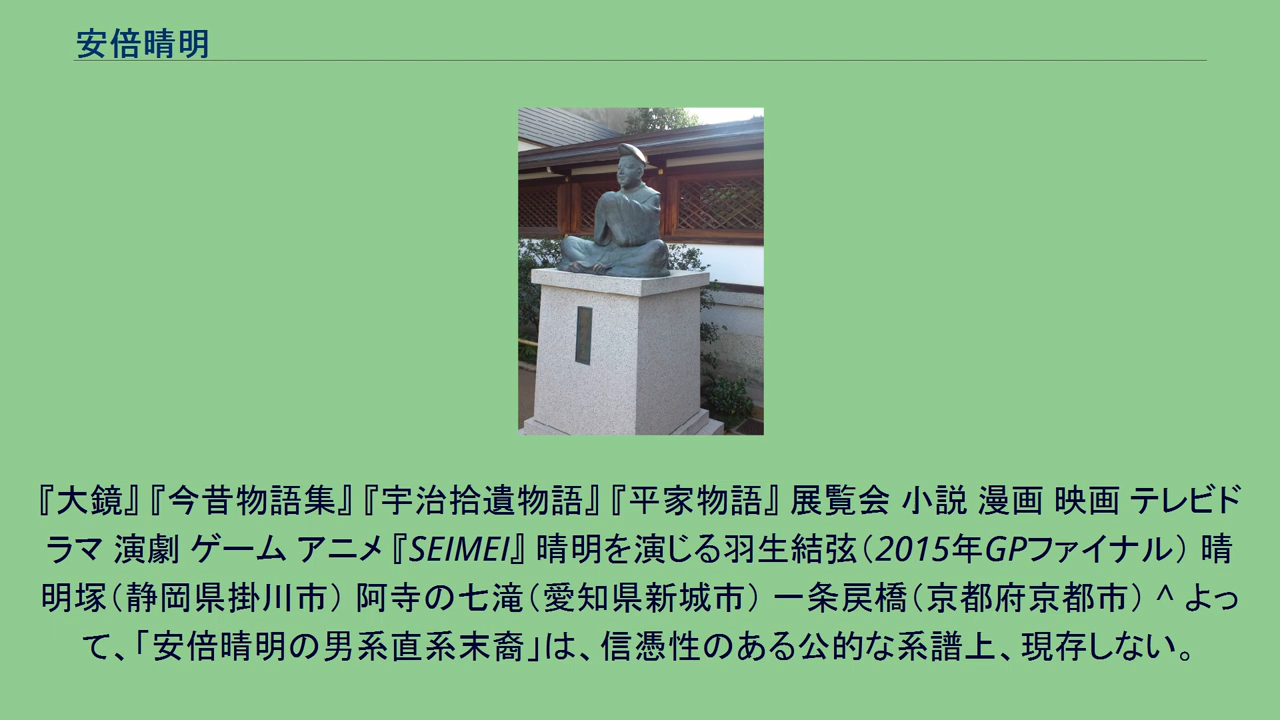 安倍晴明
『大鏡』 『今昔物語集』 『宇治拾遺物語』 『平家物語』 展覧会 小説 漫画 映画 テレビド
ラマ 演劇 ゲーム アニメ 『SEIMEI』 晴明を演じる羽生結弦（2015年GPファイナル） 晴
明塚（静岡県掛川市） 阿寺の七滝（愛知県新城市） 一条戻橋（京都府京都市） ^ よっ
て、「安倍晴明の男系直系末裔」は、信憑性のある公的な系譜上、現存しない。